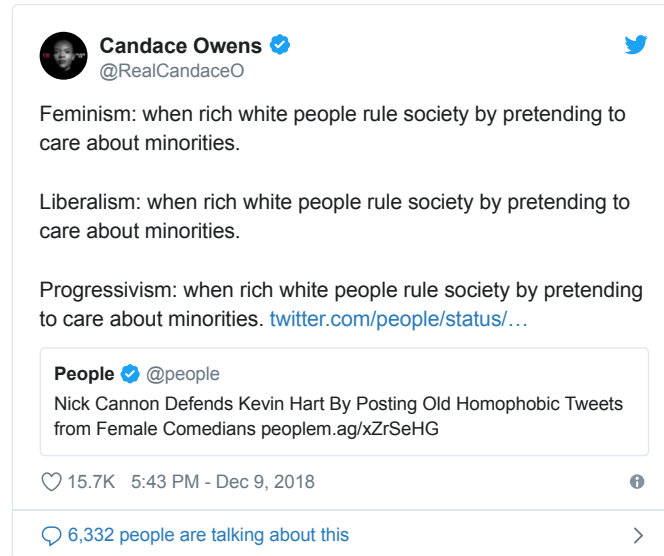 Candace Owens
@RealCandaceO
Feminism: when rich white people rule society by pretending to
care about minorities.
Liberalism: when rich white people rule society by pretending to
care about minorities.
Progressivism: when rich white people rule society by pretending
to care about minorities. twitter.com/people/status/…
People @people
Nick Cannon Defends Kevin Hart By Posting Old Homophobic Tweets
from Female Comedians peoplem.ag/xZrSeHG
15.7K 5:43 PM - Dec 9, 2018
6,332 people are talking about this